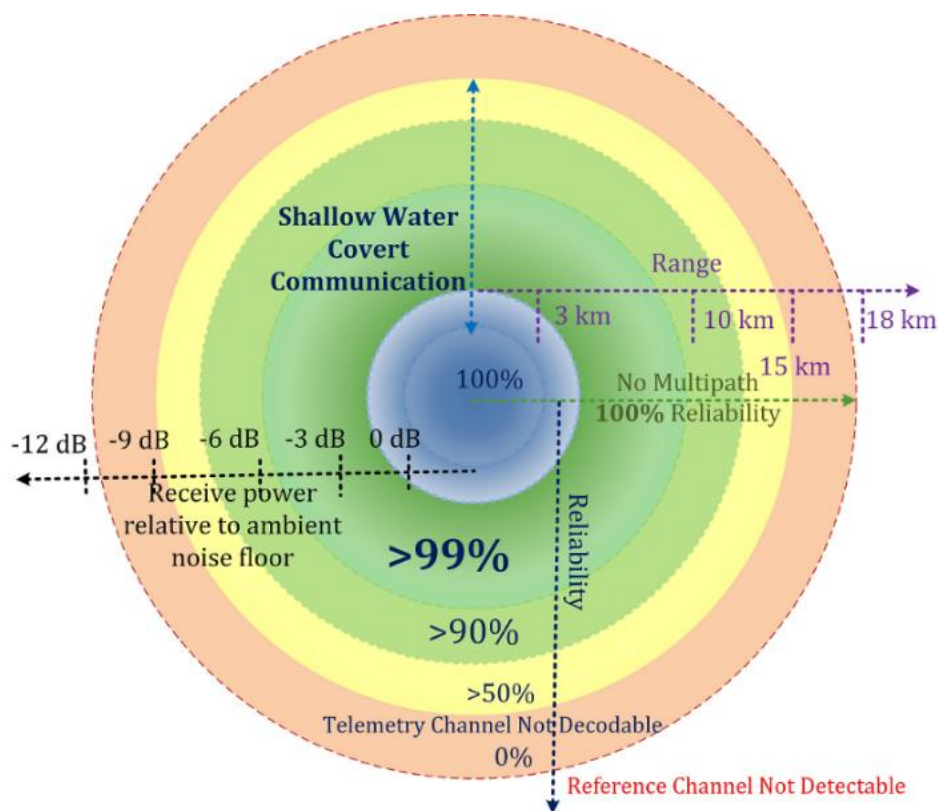 Shallow Water
Covert
Communication
Range
3 km
10 km
18 km
15 km
100%
No Multipath
100% Reliability
-12 dB
-9 dB
-6 dB
-3 dB
0 dB
Receive power
relative to ambient
noise floor
Reliability
>99%
>90%
>50%
Telemetry Channel Not Decodable
0%
Reference Channel Not Detectable